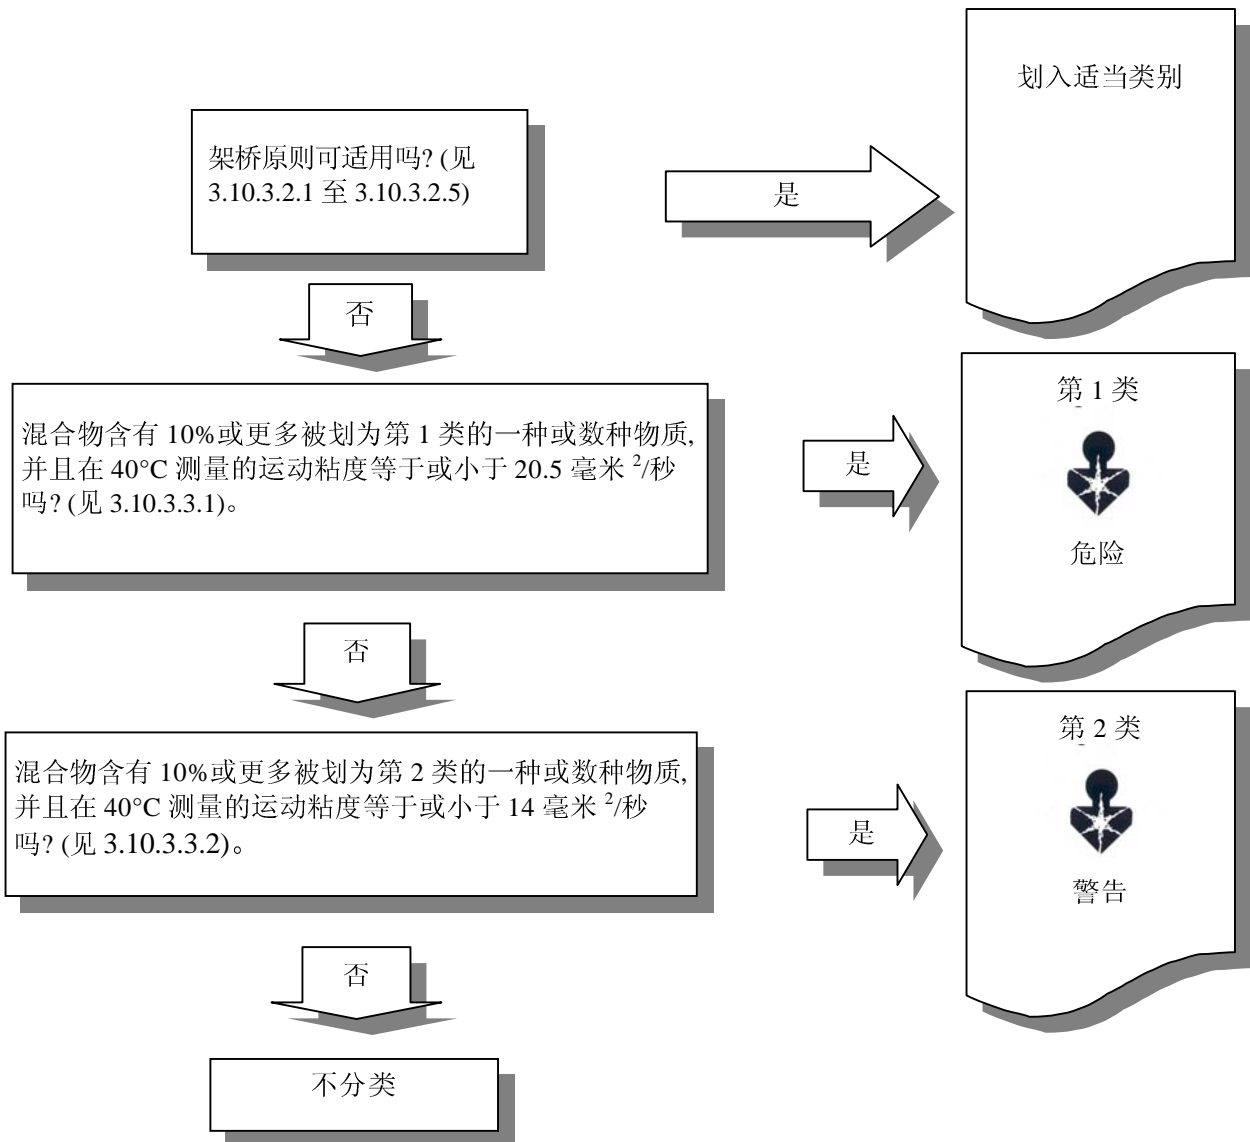 划入适当类别
架桥原则可适用吗? (见
3.10.3.2.1 至 3.10.3.2.5)
是
否
混合物含有 10%或更多被划为第 1 类的一种或数种物质,
并且在 40°C 测量的运动粘度等于或小于 20.5 毫米 ²/秒
吗? (见 3.10.3.3.1)。
是
第 1 类
危险
否
混合物含有 10%或更多被划为第 2 类的一种或数种物质,
并且在 40°C 测量的运动粘度等于或小于 14 毫米 ²/秒
吗? (见 3.10.3.3.2)。
是
第 2 类
警告
否
不分类